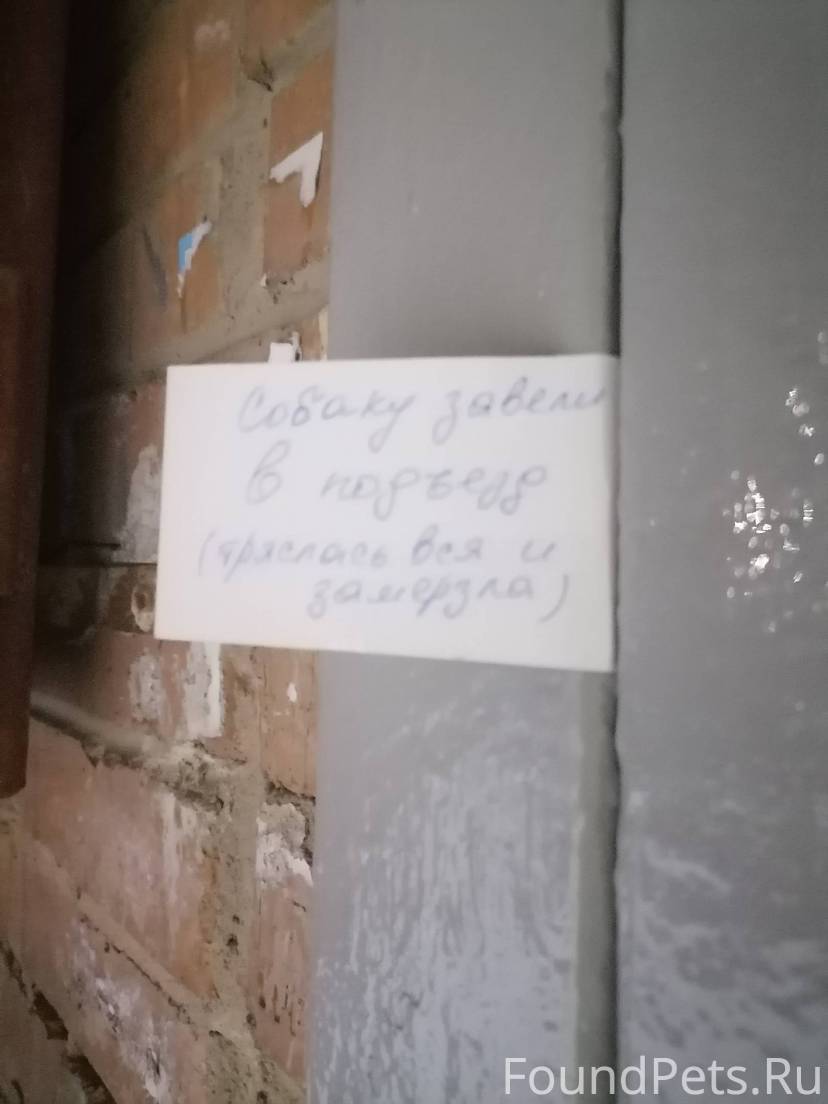 Собаку завели
в подъезд
(тряслась вся и
замерзла)
FoundPets.Ru